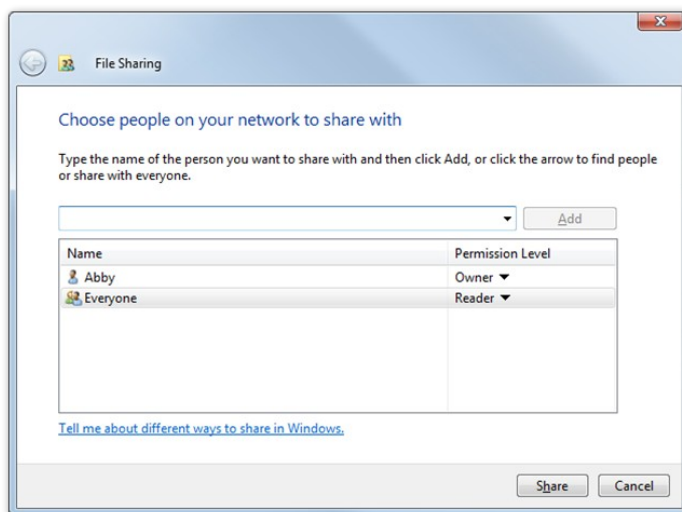 File Sharing
Choose people on your network to share with
Type the name of the person you want to share with and then click Add, or click the arrow to find people
or share with everyone.
Add
Name Permission Level
Abby Owner
Everyone Reader
Tell me about different ways to share in Windows.
Share Cancel